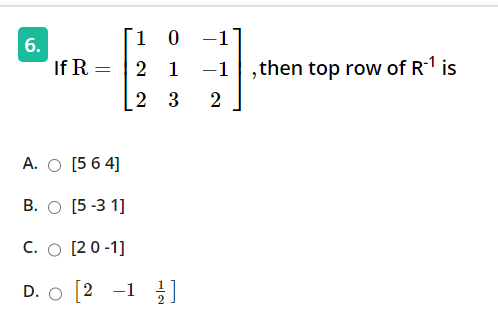 6.
If R = [1 0 −1
2 1 −1
2 3 2] ,then top row of R⁻¹ is
A. [5 6 4]
B. [5 -3 1]
C. [2 0 -1]
D. [2 −1 1/2]